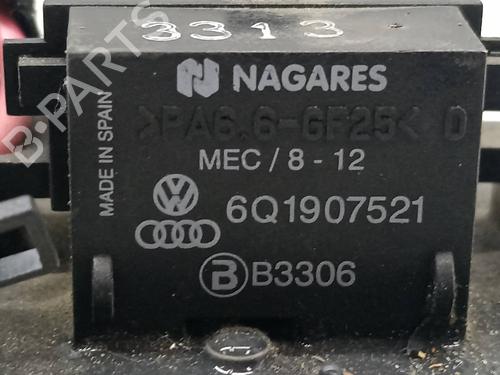 3313
NAGARES
>PA6.6-GF25< D
MADE IN SPAIN
MEC / 8 - 12
6Q1907521
B B3306
B-PARTS